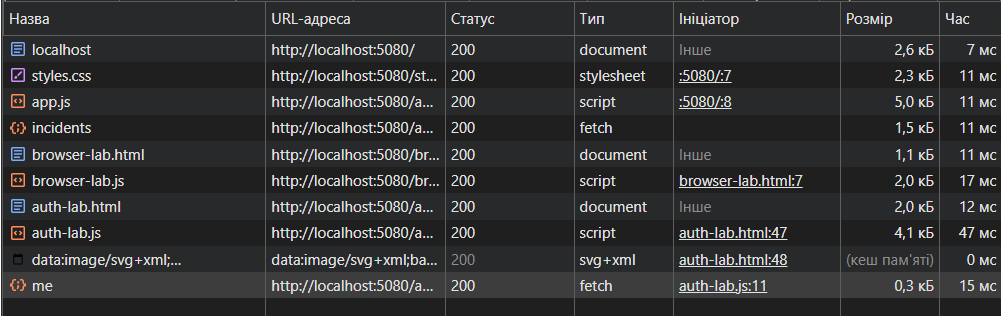 Назва URL-адреса Статус Тип Ініціатор Розмір Час
localhost http://localhost:5080/ 200 document Інше 2,6 кБ 7 мс
styles.css http://localhost:5080/st... 200 stylesheet :5080/:7 2,3 кБ 11 мс
app.js http://localhost:5080/a... 200 script :5080/:8 5,0 кБ 11 мс
incidents http://localhost:5080/a... 200 fetch 1,5 кБ 11 мс
browser-lab.html http://localhost:5080/br... 200 document Інше 1,1 кБ 11 мс
browser-lab.js http://localhost:5080/br... 200 script browser-lab.html:7 2,0 кБ 17 мс
auth-lab.html http://localhost:5080/a... 200 document Інше 2,0 кБ 12 мс
auth-lab.js http://localhost:5080/a... 200 script auth-lab.html:47 4,1 кБ 47 мс
data:image/svg+xml;... data:image/svg+xml;ba... 200 svg+xml auth-lab.html:48 (кеш пам'яті) 0 мс
me http://localhost:5080/a... 200 fetch auth-lab.js:11 0,3 кБ 15 мс